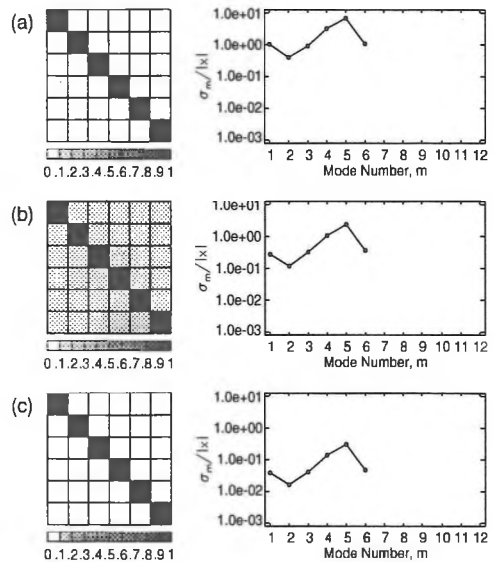 (a)
0 .1 .2 .3 .4 .5 .6 .7 .8 .9 1
σm/|x|
1.0e+01
1.0e+00
1.0e-01
1.0e-02
1.0e-03
1 2 3 4 5 6 7 8 9 10 11 12
Mode Number, m
(b)
0 .1 .2 .3 .4 .5 .6 .7 .8 .9 1
σm/|x|
1.0e+01
1.0e+00
1.0e-01
1.0e-02
1.0e-03
1 2 3 4 5 6 7 8 9 10 11 12
Mode Number, m
(c)
0 .1 .2 .3 .4 .5 .6 .7 .8 .9 1
σm/|x|
1.0e+01
1.0e+00
1.0e-01
1.0e-02
1.0e-03
1 2 3 4 5 6 7 8 9 10 11 12
Mode Number, m